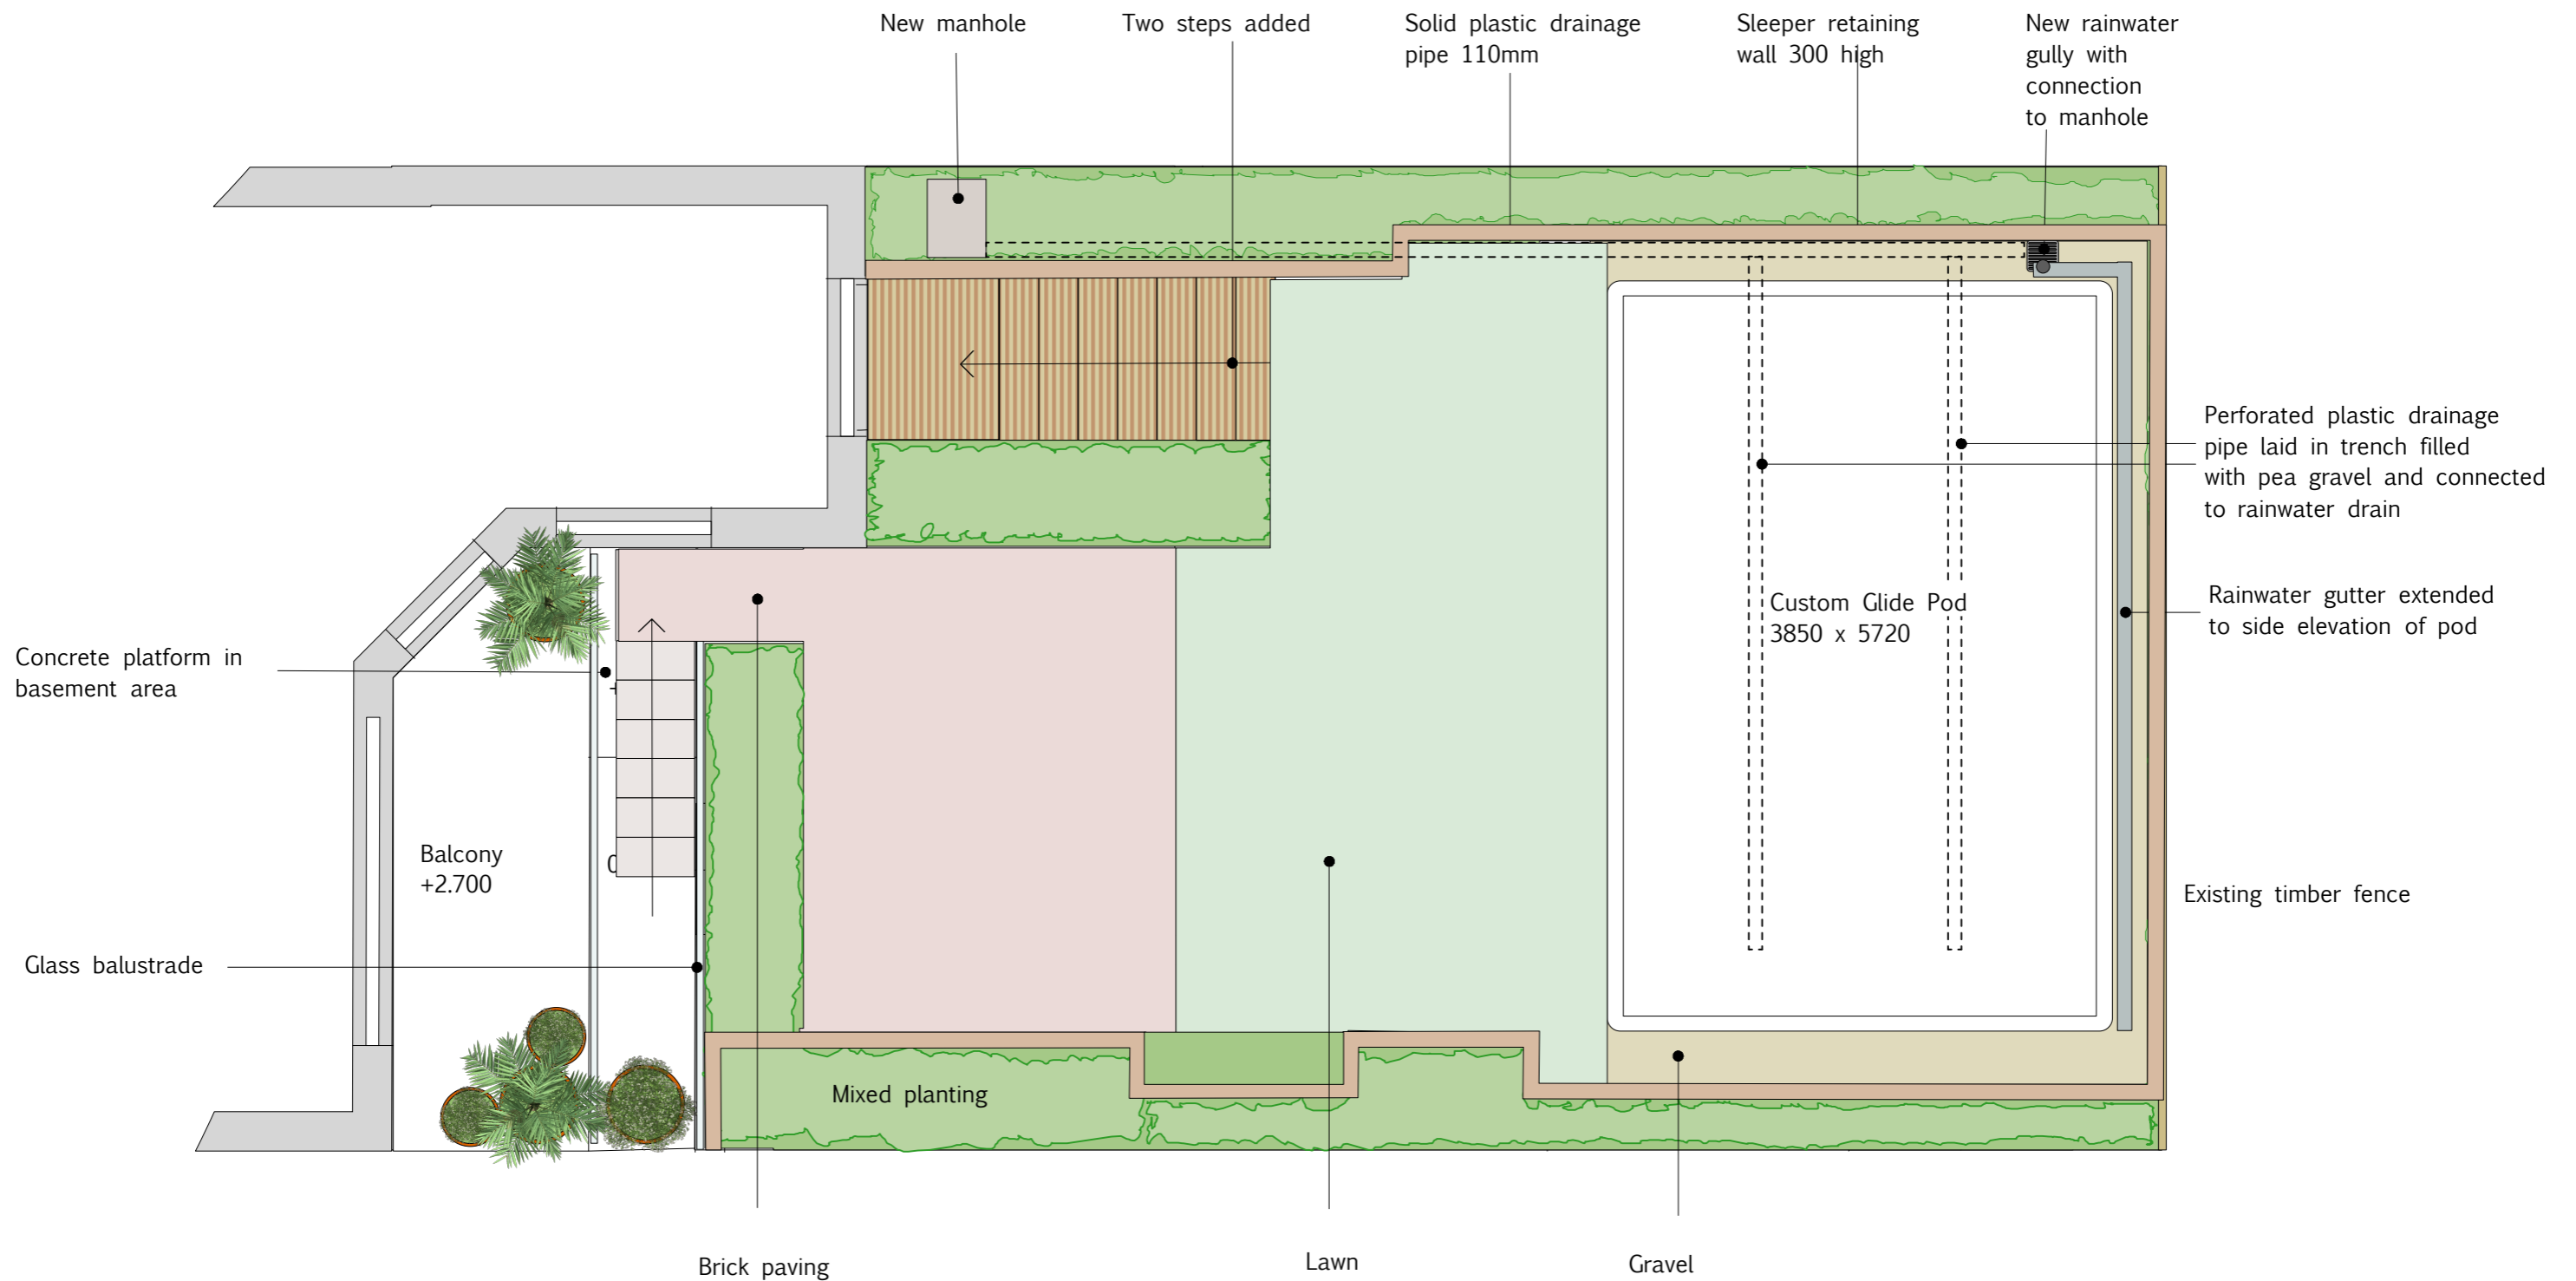 New manhole
Two steps added
Solid plastic drainage
pipe 110mm
Sleeper retaining
wall 300 high
New rainwater
gully with
connection
to manhole
Perforated plastic drainage
pipe laid in trench filled
with pea gravel and connected
to rainwater drain
Custom Glide Pod
3850 x 5720
Rainwater gutter extended
to side elevation of pod
Concrete platform in
basement area
Balcony
+2.700
Existing timber fence
Glass balustrade
Mixed planting
Brick paving
Lawn
Gravel